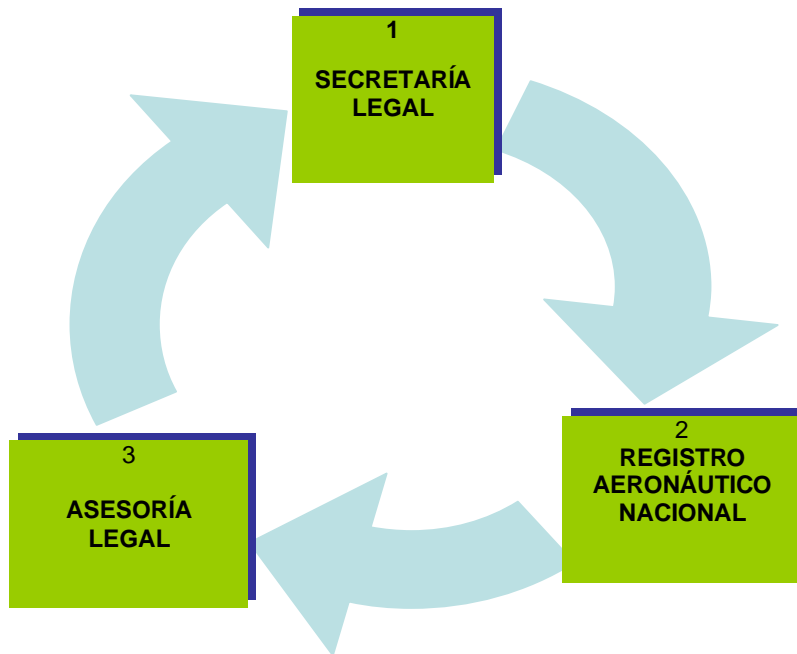 1
SECRETARÍA
LEGAL
2
REGISTRO
AERONÁUTICO
NACIONAL
3
ASESORÍA
LEGAL